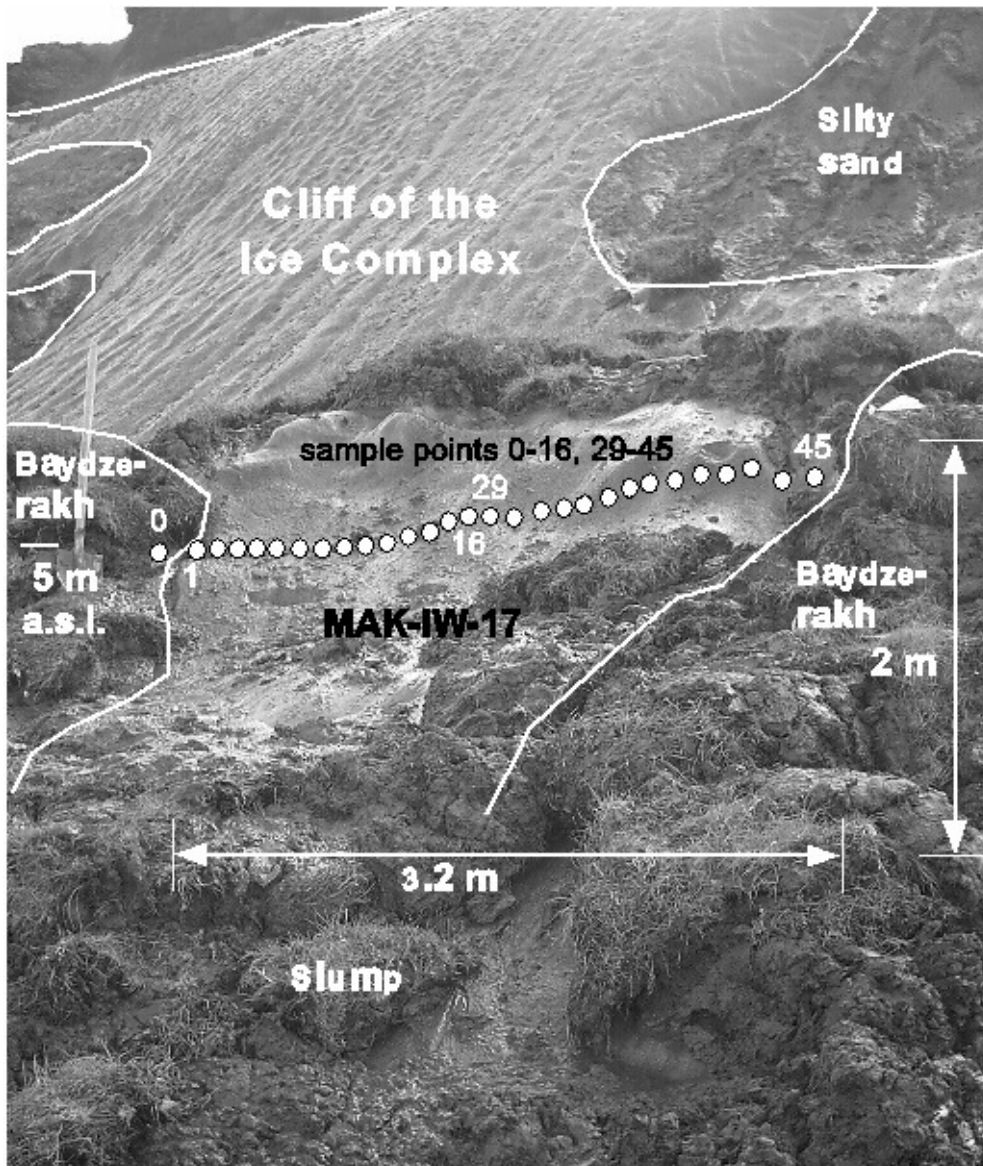 Silty
sand
Cliff of the
Ice Complex
sample points 0-16, 29-45
45
Baydze-
rakh
29
0
16
1
5 m
a.s.l.
Baydze-
rakh
MAK-IW-17
2 m
3.2 m
Slump